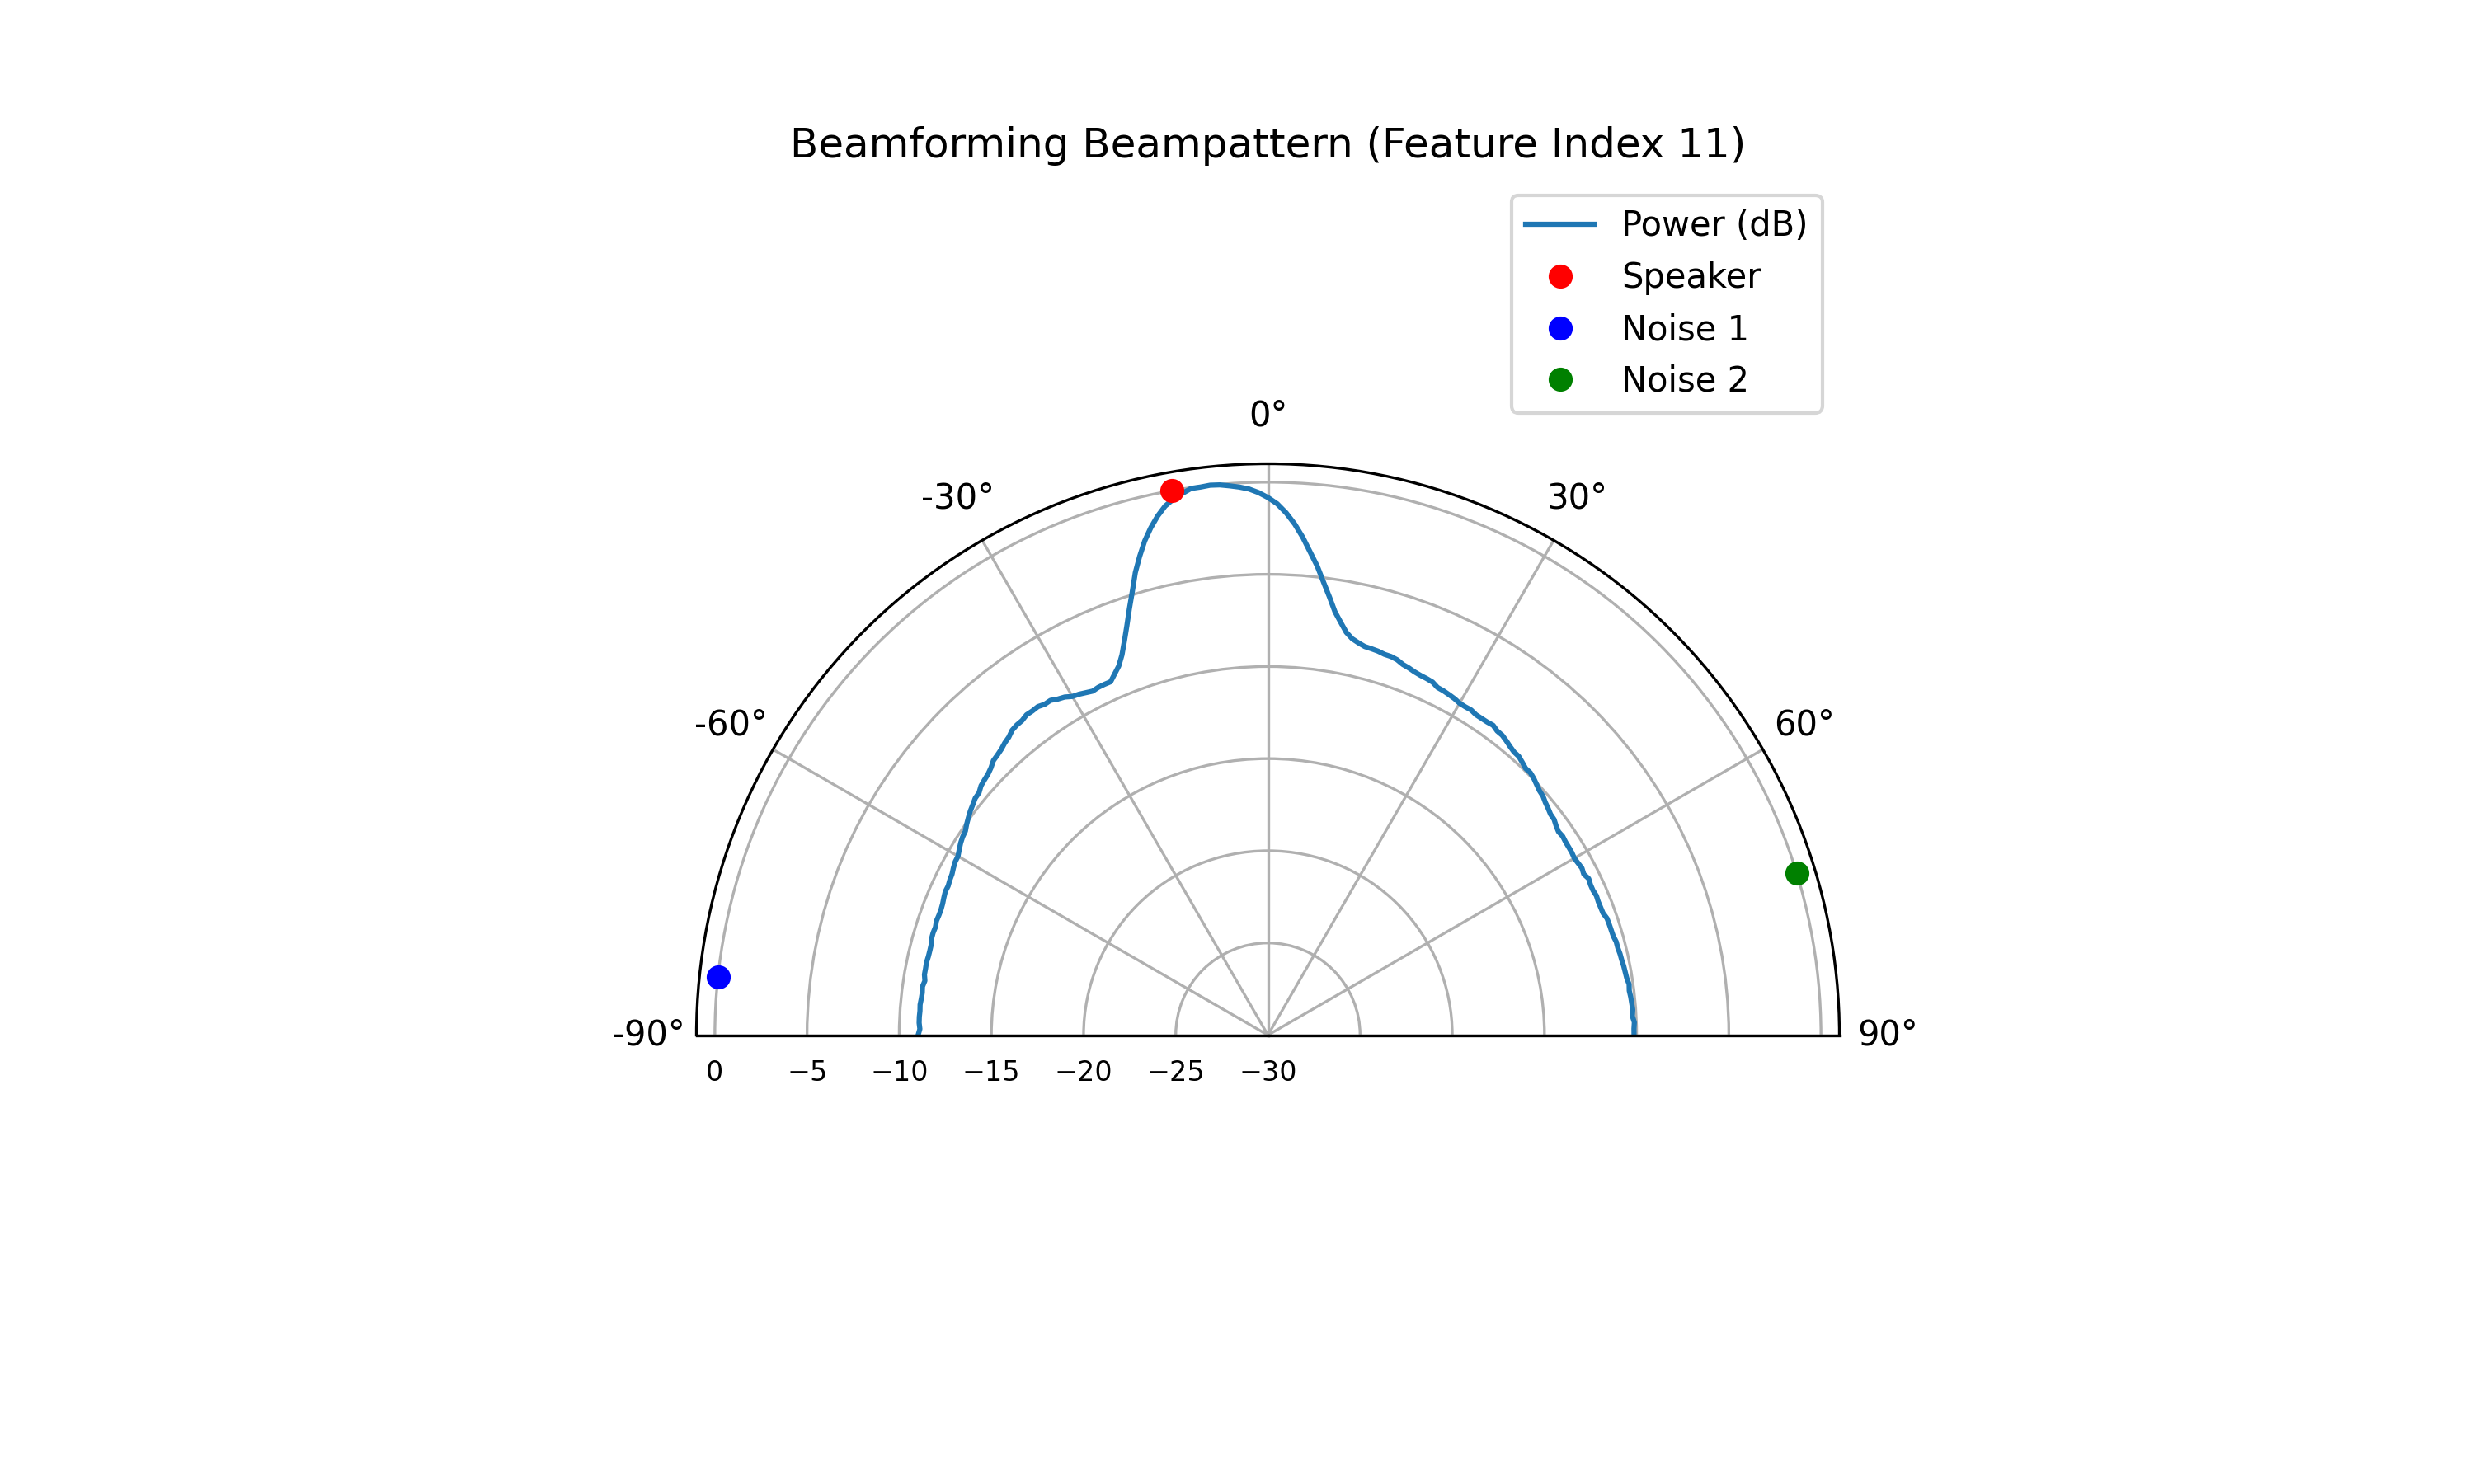 Beamforming Beampattern (Feature Index 11)
Power (dB)
Speaker
Noise 1
Noise 2
0°
-30°
30°
-60°
60°
-90°
90°
0
−5
−10
−15
−20
−25
−30